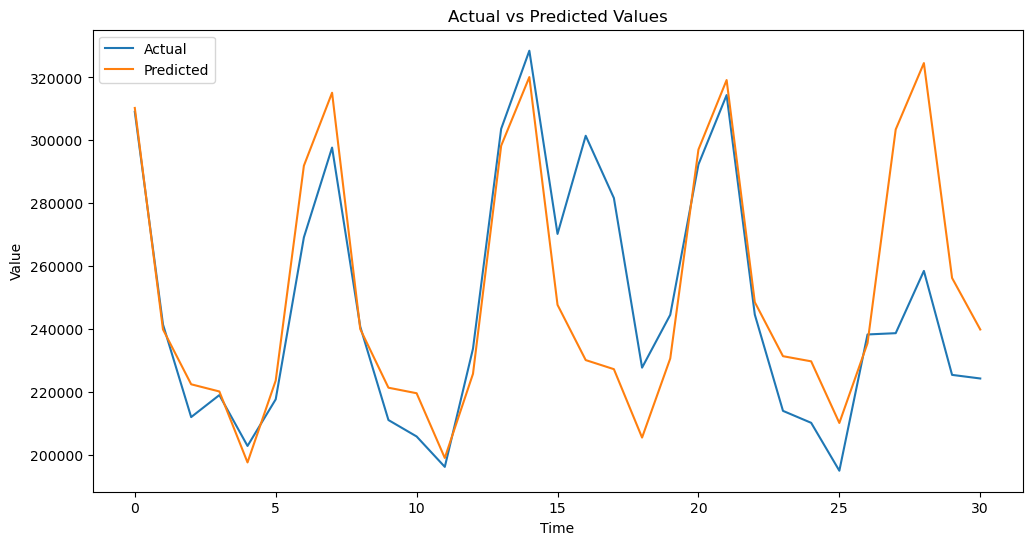 Actual vs Predicted Values
Actual
Predicted
320000
300000
280000
260000
240000
220000
200000
Value
0 5 10 15 20 25 30
Time